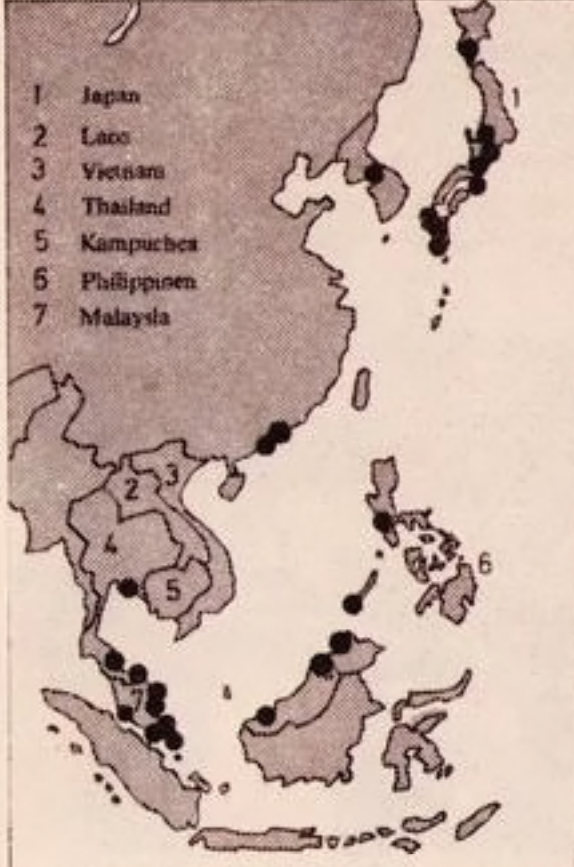 1 Japan
2 Laos
3 Vietnam
4 Thailand
5 Kampuchea
6 Philippinen
7 Malaysia
1
3
2
4
5
6
7